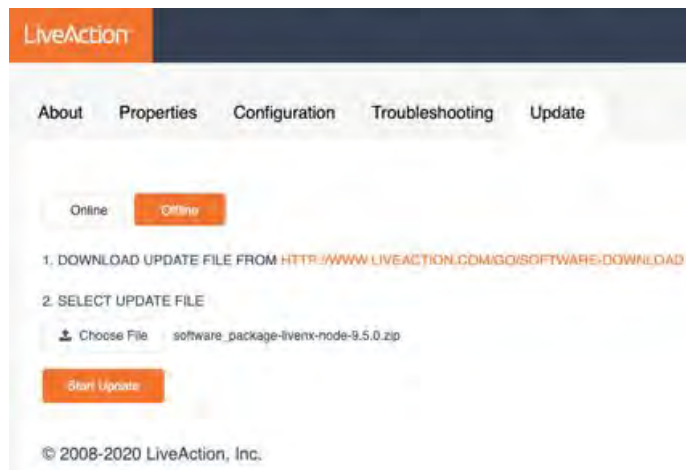 LiveAction
About Properties Configuration Troubleshooting Update
Online Offline
1. DOWNLOAD UPDATE FILE FROM HTTP://WWW.LIVEACTION.COM/GO/SOFTWARE-DOWNLOAD
2. SELECT UPDATE FILE
Choose File software_package-livenx-node-9.5.0.zip
Start Update
© 2008-2020 LiveAction, Inc.